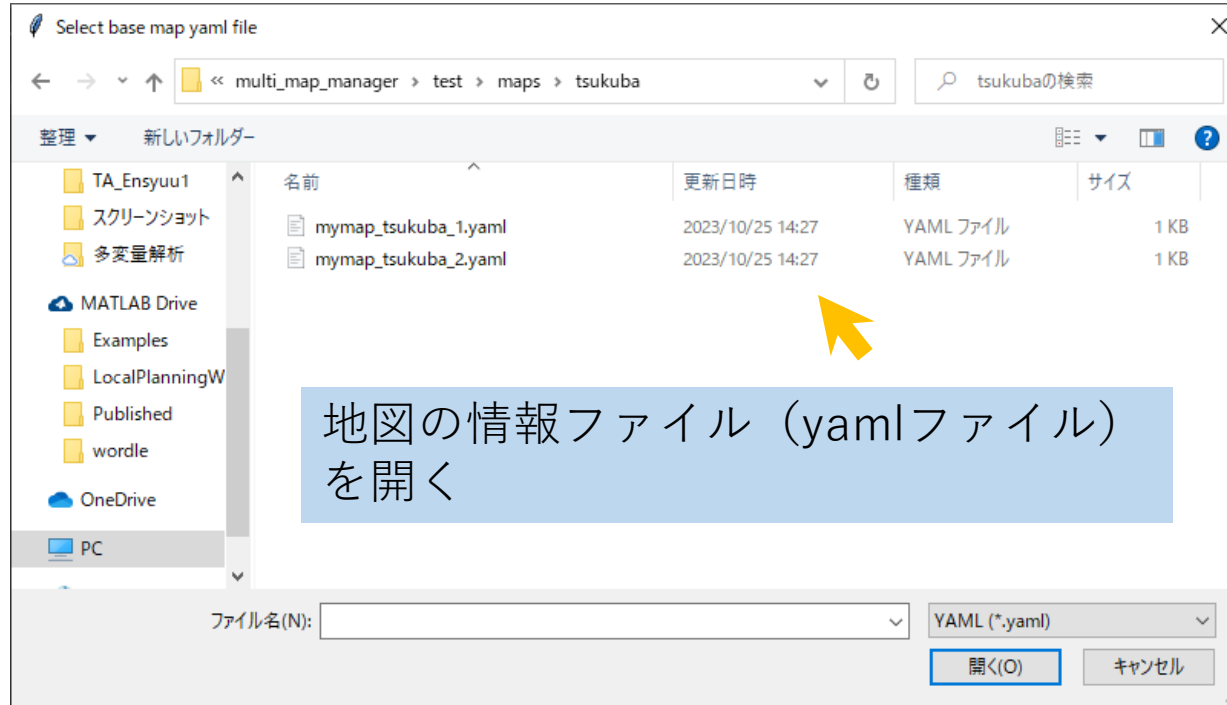 Select base map yaml file
« multi_map_manager › test › maps › tsukuba
tsukubaの検索
整理
新しいフォルダー
TA_Ensyuu1
スクリーンショット
多変量解析
MATLAB Drive
Examples
LocalPlanningW
Published
wordle
OneDrive
PC
名前 更新日時 種類 サイズ
mymap_tsukuba_1.yaml 2023/10/25 14:27 YAML ファイル 1 KB
mymap_tsukuba_2.yaml 2023/10/25 14:27 YAML ファイル 1 KB
地図の情報ファイル（yamlファイル）
を開く
ファイル名(N):
YAML (*.yaml)
開く(O)
キャンセル